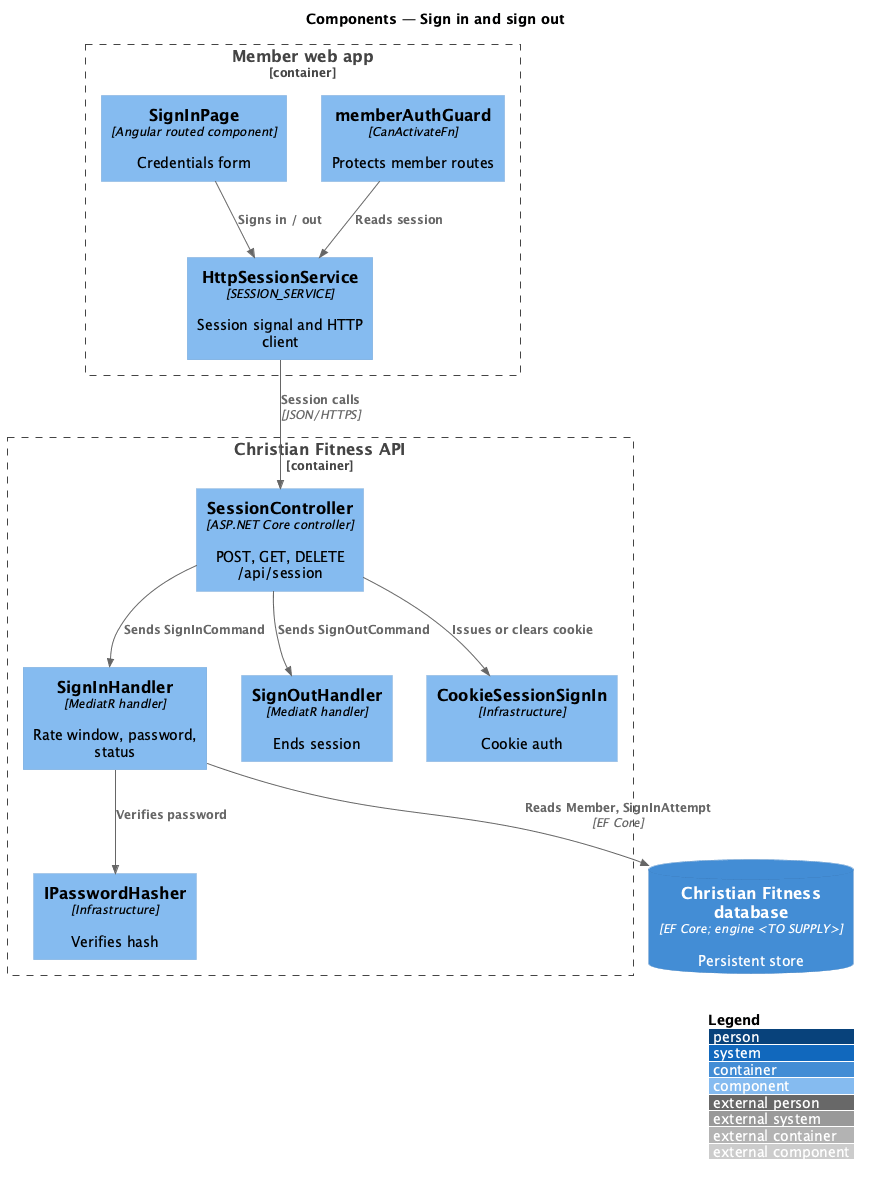 Components — Sign in and sign out
Member web app
[container]
SignInPage
[Angular routed component]
Credentials form
memberAuthGuard
[CanActivateFn]
Protects member routes
Signs in / out
Reads session
HttpSessionService
[SESSION_SERVICE]
Session signal and HTTP
client
Session calls
[JSON/HTTPS]
Christian Fitness API
[container]
SessionController
[ASP.NET Core controller]
POST, GET, DELETE
/api/session
Sends SignInCommand
Sends SignOutCommand
Issues or clears cookie
SignInHandler
[MediatR handler]
Rate window, password,
status
SignOutHandler
[MediatR handler]
Ends session
CookieSessionSignIn
[Infrastructure]
Cookie auth
Verifies password
Reads Member, SignInAttempt
[EF Core]
IPasswordHasher
[Infrastructure]
Verifies hash
Christian Fitness
database
[EF Core; engine <TO SUPPLY>]
Persistent store
Legend
person
system
container
component
external person
external system
external container
external component